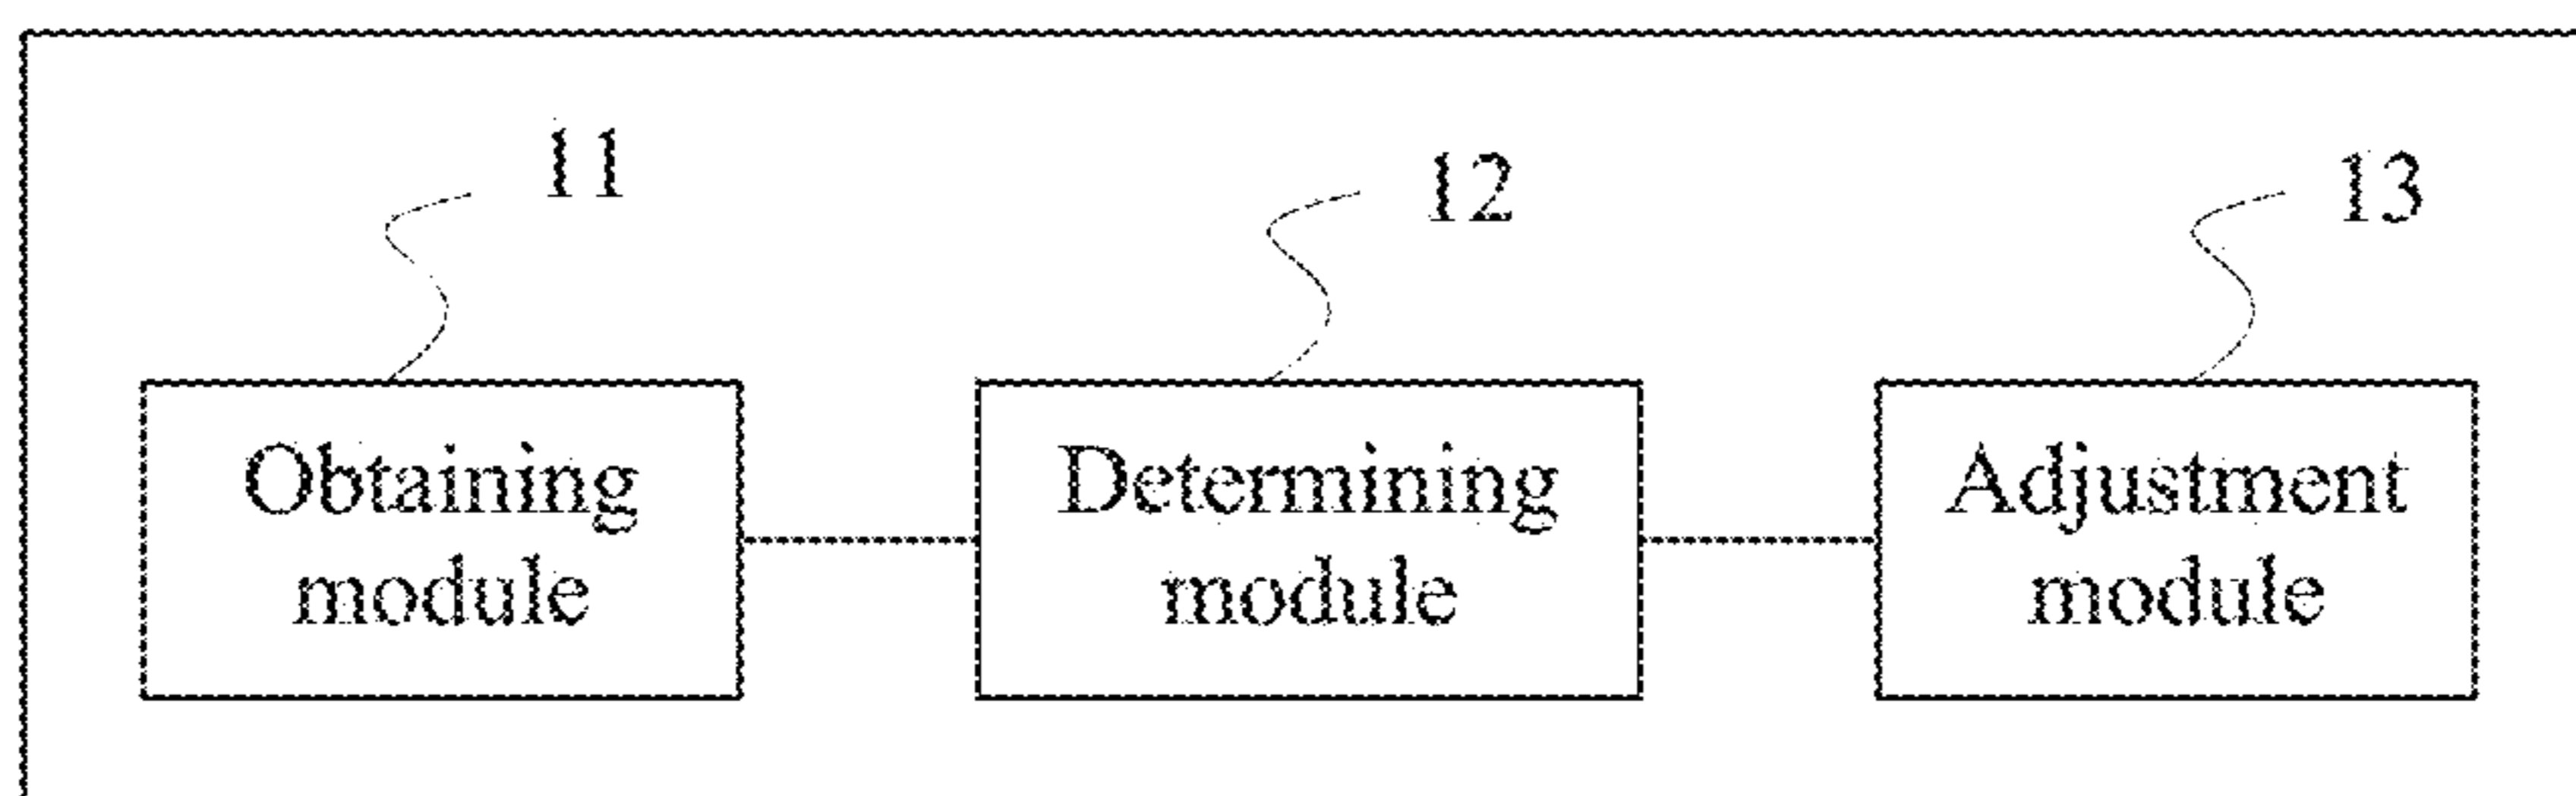 11
12
13
Obtaining
module
Determining
module
Adjustment
module